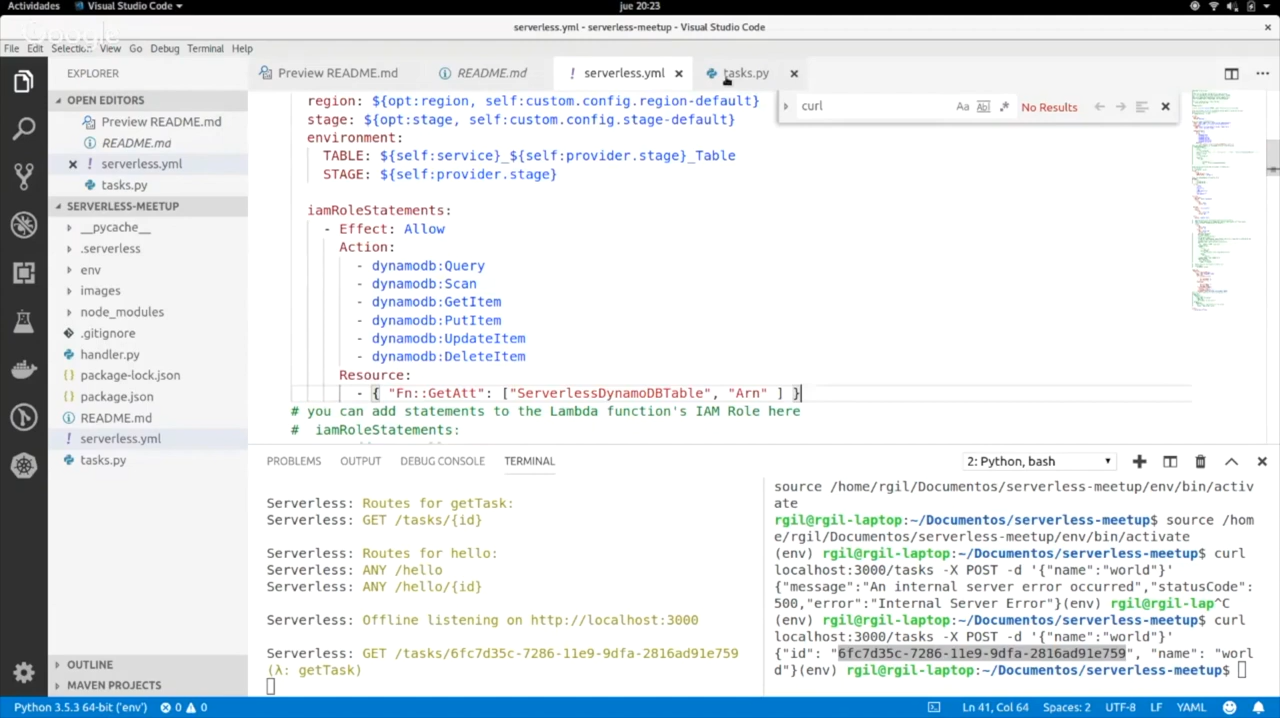 Actividades
Visual Studio Code
jue 20:23
serverless.yml - serverless-meetup - Visual Studio Code
Google
File Edit Selection View Go Debug Terminal Help
EXPLORER
OPEN EDITORS
Preview README.md
README.md
serverless.yml
tasks.py
SERVERLESS-MEETUP
__pycache__
.serverless
env
images
node_modules
.gitignore
handler.py
package-lock.json
package.json
README.md
serverless.yml
tasks.py
OUTLINE
MAVEN PROJECTS
Preview README.md
README.md
serverless.yml
tasks.py
curl
Aa Abl .*
No Results
region: ${opt:region, self:custom.config.region-default}
stage: ${opt:stage, self:custom.config.stage-default}
environment:
TABLE: ${self:service}_${self:provider.stage}_Table
STAGE: ${self:provider.stage}
iamRoleStatements:
- Effect: Allow
Action:
- dynamodb:Query
- dynamodb:Scan
- dynamodb:GetItem
- dynamodb:PutItem
- dynamodb:UpdateItem
- dynamodb:DeleteItem
Resource:
- { "Fn::GetAtt": ["ServerlessDynamoDBTable", "Arn" ] }
# you can add statements to the Lambda function's IAM Role here
#  iamRoleStatements:
PROBLEMS OUTPUT DEBUG CONSOLE TERMINAL
2: Python, bash
Serverless: Routes for getTask:
Serverless: GET /tasks/{id}
Serverless: Routes for hello:
Serverless: ANY /hello
Serverless: ANY /hello/{id}
Serverless: Offline listening on http://localhost:3000
Serverless: GET /tasks/6fc7d35c-7286-11e9-9dfa-2816ad91e759
(λ: getTask)
source /home/rgil/Documentos/serverless-meetup/env/bin/activ
ate
rgil@rgil-laptop:~/Documentos/serverless-meetup$ source /hom
e/rgil/Documentos/serverless-meetup/env/bin/activate
(env) rgil@rgil-laptop:~/Documentos/serverless-meetup$ curl
localhost:3000/tasks -X POST -d '{"name":"world"}'
{"message":"An internal server error occurred","statusCode":
500,"error":"Internal Server Error"}(env) rgil@rgil-lap^C
(env) rgil@rgil-laptop:~/Documentos/serverless-meetup$ curl
localhost:3000/tasks -X POST -d '{"name":"world"}'
{"id": "6fc7d35c-7286-11e9-9dfa-2816ad91e759", "name": "worl
d"}(env) rgil@rgil-laptop:~/Documentos/serverless-meetup$
Python 3.5.3 64-bit ('env') 0 0
Ln 41, Col 64 Spaces: 2 UTF-8 LF YAML